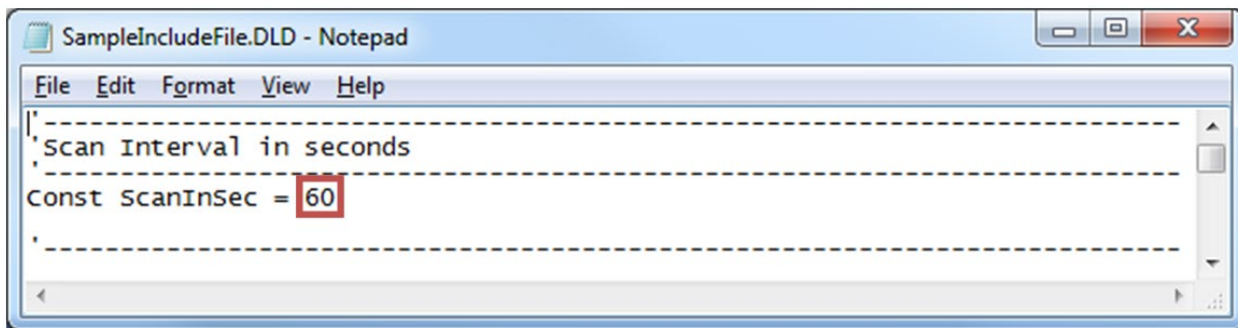 SampleIncludeFile.DLD - Notepad
File Edit Format View Help
'--------------------------------------------------------------------------
'Scan Interval in seconds
'--------------------------------------------------------------------------
Const ScanInSec = 60
'--------------------------------------------------------------------------